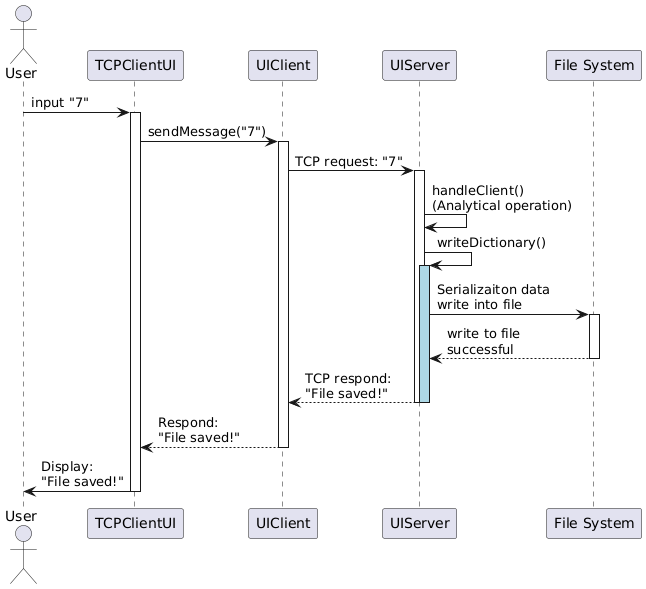 User
TCPClientUI
UIClient
UIServer
File System
input "7"
sendMessage("7")
TCP request: "7"
handleClient()
(Analytical operation)
writeDictionary()
Serializaiton data
write into file
write to file
successful
TCP respond:
"File saved!"
Respond:
"File saved!"
Display:
"File saved!"
User
TCPClientUI
UIClient
UIServer
File System